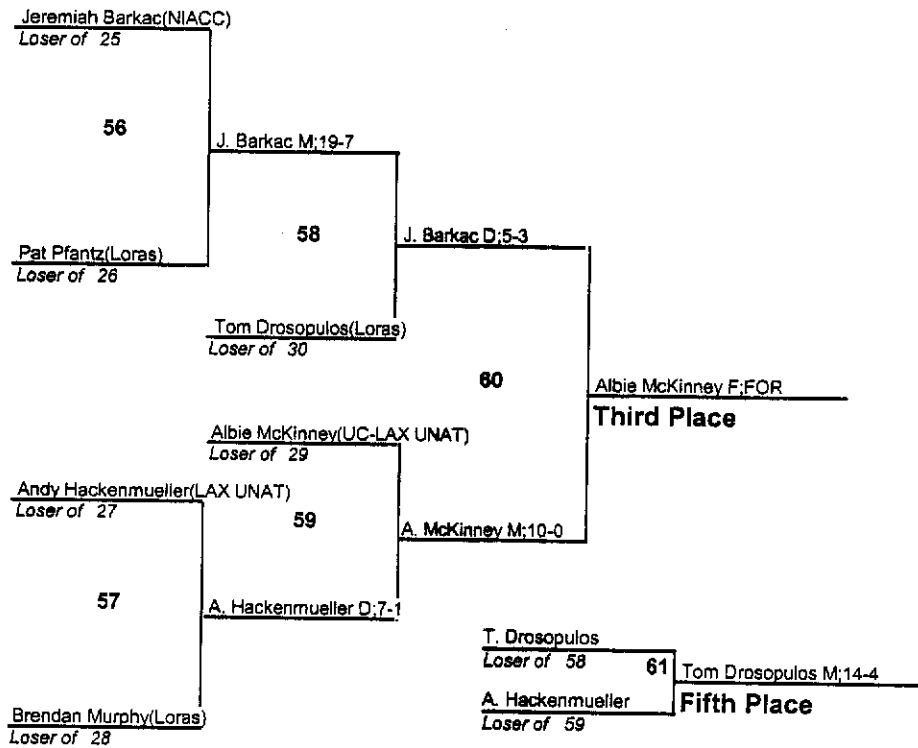 Jeremiah Barkac(NIACC)
Loser of 25
56
J. Barkac M;19-7
Pat Pfantz(Loras)
Loser of 26
58
J. Barkac D;5-3
Tom Drosopulos(Loras)
Loser of 30
60
Albie McKinney F;FOR
Third Place
Albie McKinney(UC-LAX UNAT)
Loser of 29
Andy Hackenmueller(LAX UNAT)
Loser of 27
59
A. McKinney M;10-0
57
A. Hackenmueller D;7-1
Brendan Murphy(Loras)
Loser of 28
T. Drosopulos
Loser of 58
61
Tom Drosopulos M;14-4
Fifth Place
A. Hackenmueller
Loser of 59